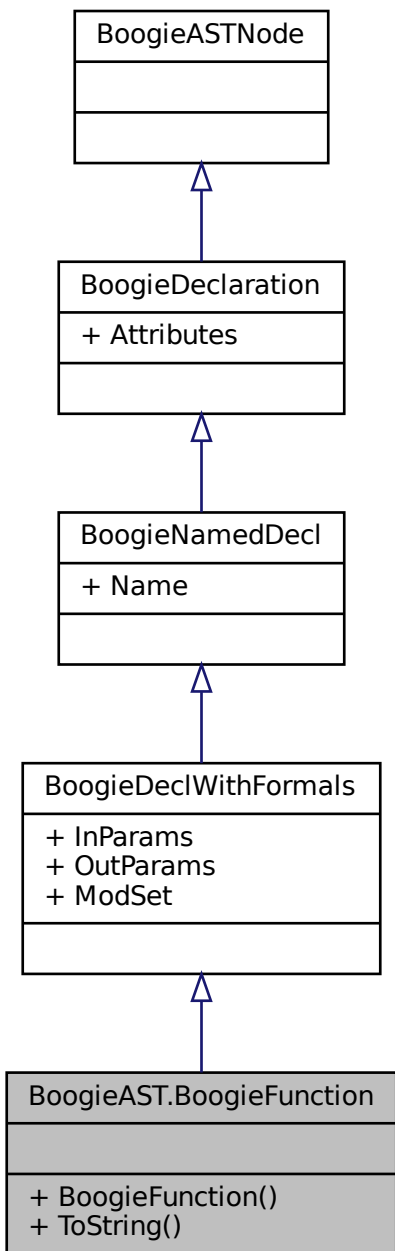 BoogieASTNode
BoogieDeclaration
+ Attributes
BoogieNamedDecl
+ Name
BoogieDeclWithFormals
+ InParams
+ OutParams
+ ModSet
BoogieAST.BoogieFunction
+ BoogieFunction()
+ ToString()